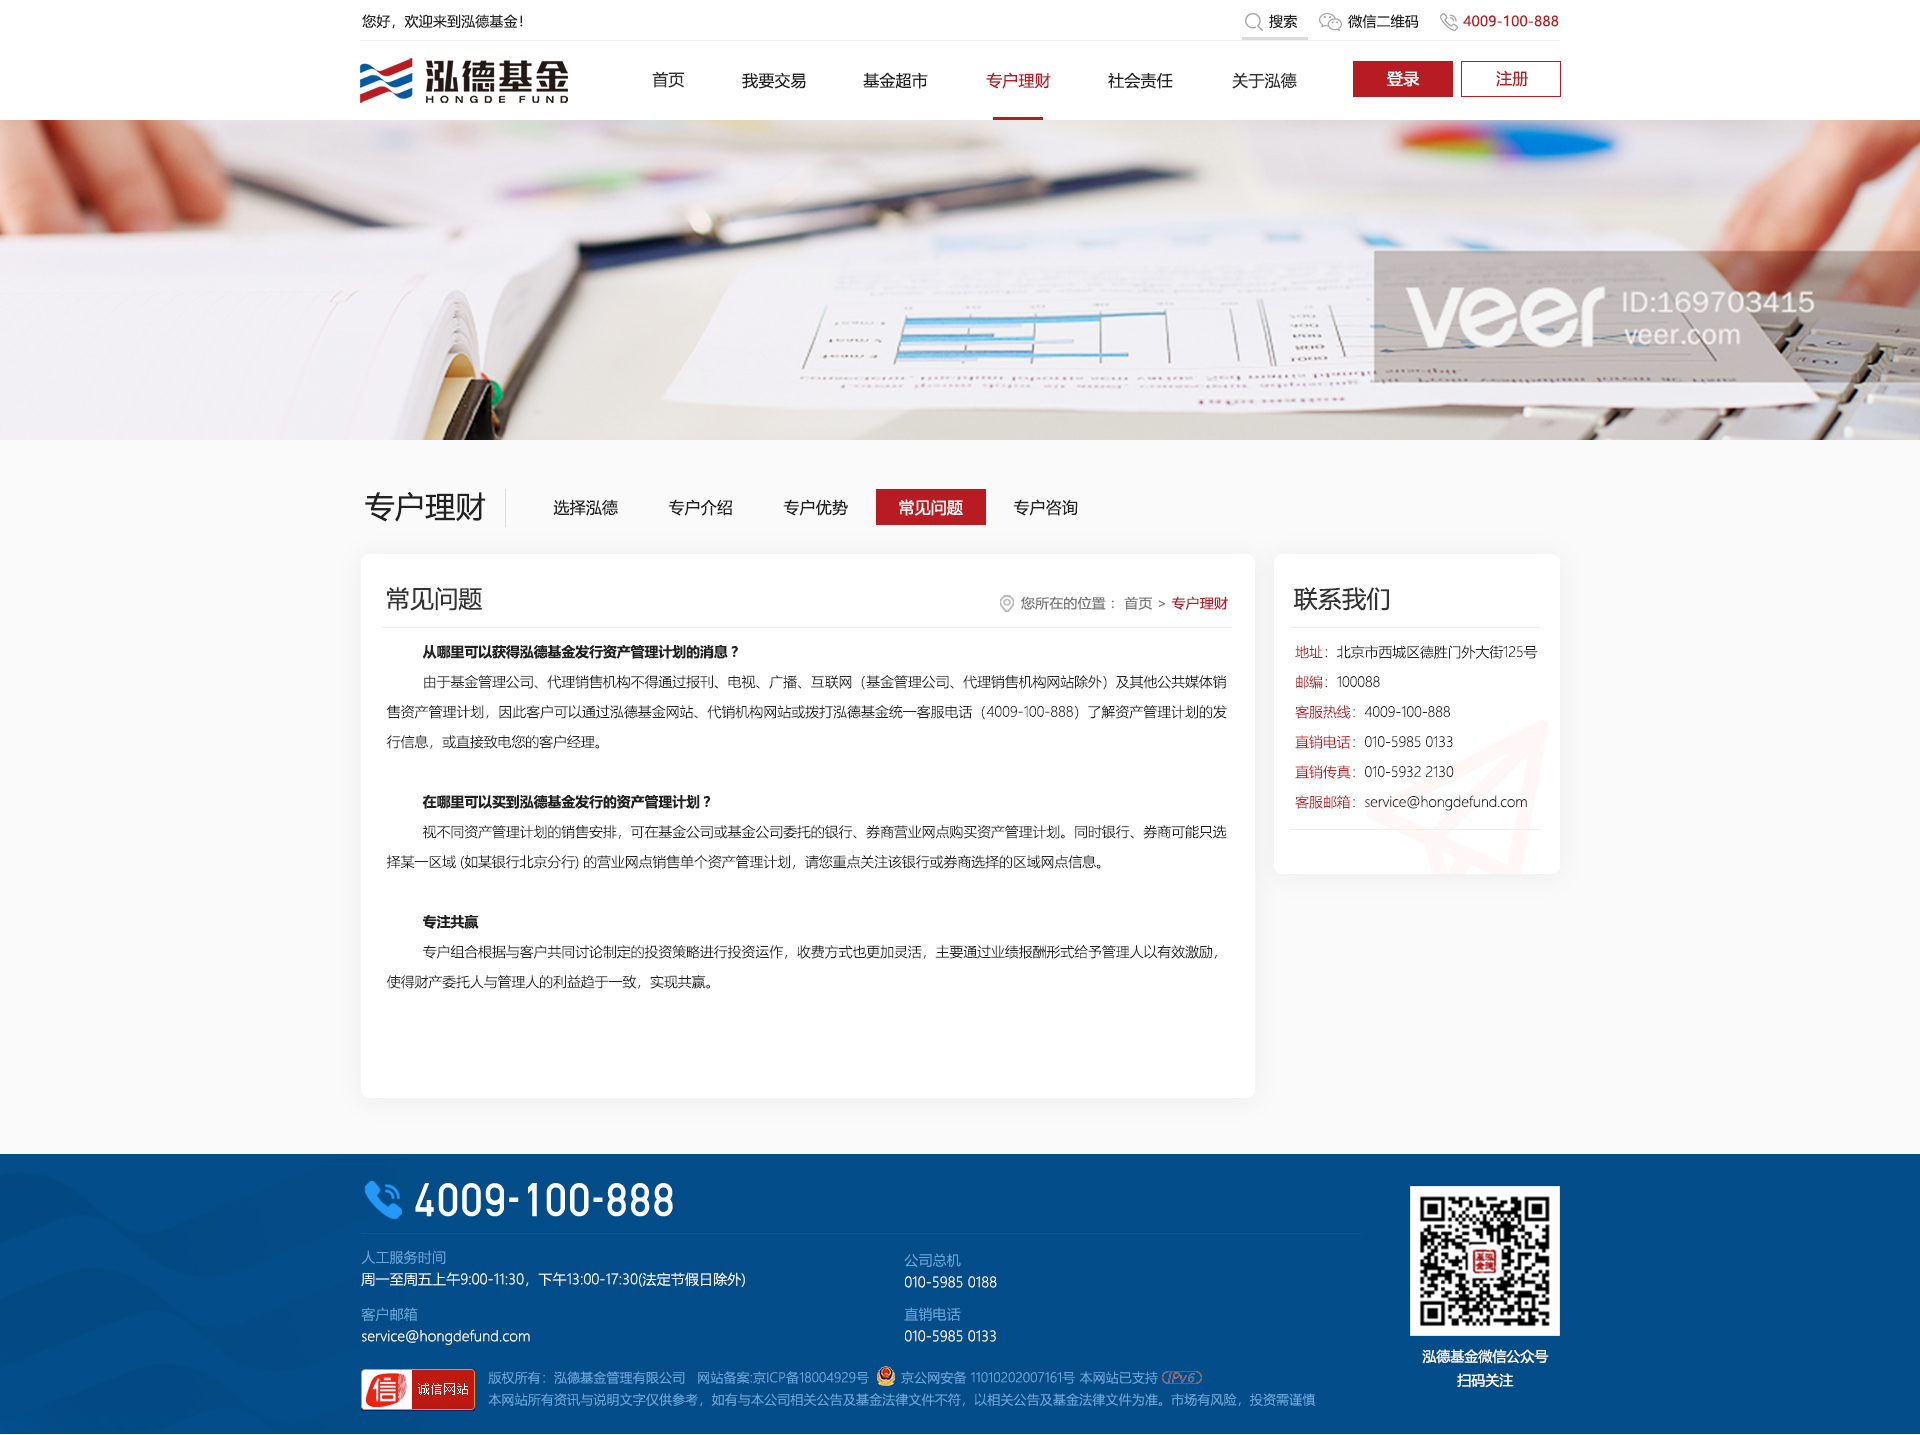 您好，欢迎来到泓德基金！
搜索
微信二维码
4009-100-888
泓德基金
HONGDE FUND
首页
我要交易
基金超市
专户理财
社会责任
关于泓德
登录
注册
veer ID:169703415
veer.com
专户理财
选择泓德
专户介绍
专户优势
常见问题
专户咨询
常见问题
您所在的位置： 首页 > 专户理财
从哪里可以获得泓德基金发行资产管理计划的消息？
由于基金管理公司、代理销售机构不得通过报刊、电视、广播、互联网（基金管理公司、代理销售机构网站除外）及其他公共媒体销
售资产管理计划，因此客户可以通过泓德基金网站、代销机构网站或拨打泓德基金统一客服电话（4009-100-888）了解资产管理计划的发
行信息，或直接致电您的客户经理。
在哪里可以买到泓德基金发行的资产管理计划？
视不同资产管理计划的销售安排，可在基金公司或基金公司委托的银行、券商营业网点购买资产管理计划。同时银行、券商可能只选
择某一区域 (如某银行北京分行) 的营业网点销售单个资产管理计划，请您重点关注该银行或券商选择的区域网点信息。
专注共赢
专户组合根据与客户共同讨论制定的投资策略进行投资运作，收费方式也更加灵活，主要通过业绩报酬形式给予管理人以有效激励，
使得财产委托人与管理人的利益趋于一致，实现共赢。
联系我们
地址：北京市西城区德胜门外大街125号
邮编：100088
客服热线：4009-100-888
直销电话：010-5985 0133
直销传真：010-5932 2130
客服邮箱：service@hongdefund.com
4009-100-888
人工服务时间
周一至周五上午9:00-11:30，下午13:00-17:30(法定节假日除外)
公司总机
010-5985 0188
客户邮箱
service@hongdefund.com
直销电话
010-5985 0133
信 诚信网站
版权所有：泓德基金管理有限公司 网站备案:京ICP备18004929号 京公网安备 11010202007161号 本网站已支持 IPv6
本网站所有资讯与说明文字仅供参考，如有与本公司相关公告及基金法律文件不符，以相关公告及基金法律文件为准。市场有风险，投资需谨慎
泓德基金微信公众号
扫码关注